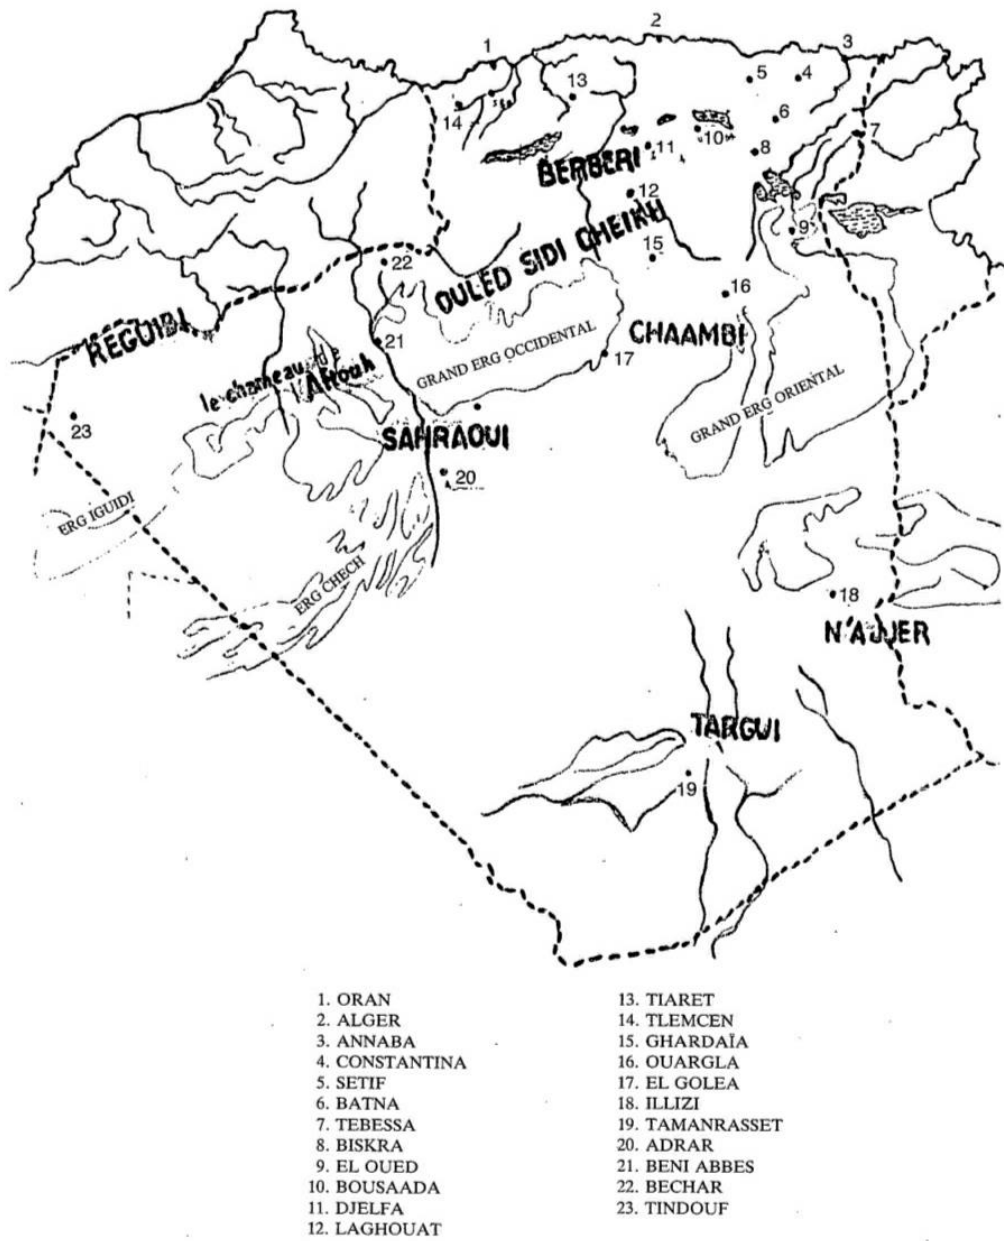 2
1
3
13
5
4
14
6
7
10
11
8
BERBERI
12
9
OULED SIDI CHEIKH
15
22
16
REGUIBI
CHAAMBI
21
GRAND ERG OCCIDENTAL
17
le chameau de
l'Aftouh
GRAND ERG ORIENTAL
23
SAHRAOUI
20
ERG IGUIDI
ERG CHECH
18
N'AJJER
TARGUI
19
1. ORAN
2. ALGER
3. ANNABA
4. CONSTANTINA
5. SETIF
6. BATNA
7. TEBESSA
8. BISKRA
9. EL OUED
10. BOUSAADA
11. DJELFA
12. LAGHOUAT
13. TIARET
14. TLEMCEN
15. GHARDAÏA
16. OUARGLA
17. EL GOLEA
18. ILLIZI
19. TAMANRASSET
20. ADRAR
21. BENI ABBES
22. BECHAR
23. TINDOUF